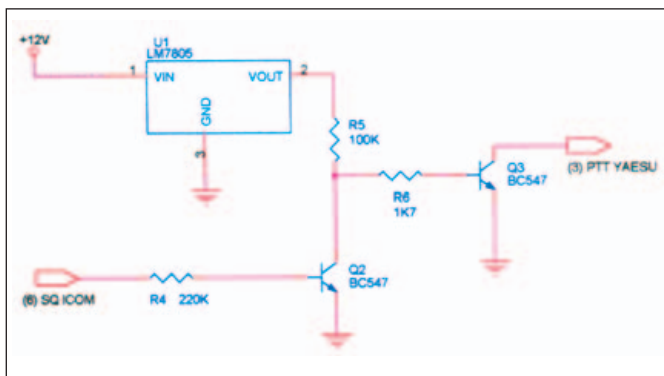 +12V
U1
LM7805
1
VIN
VOUT
2
GND
3
R5
100K
R6
1K7
Q3
BC547
(3) PTT YAESU
(6) SQ ICOM
R4 220K
Q2
BC547